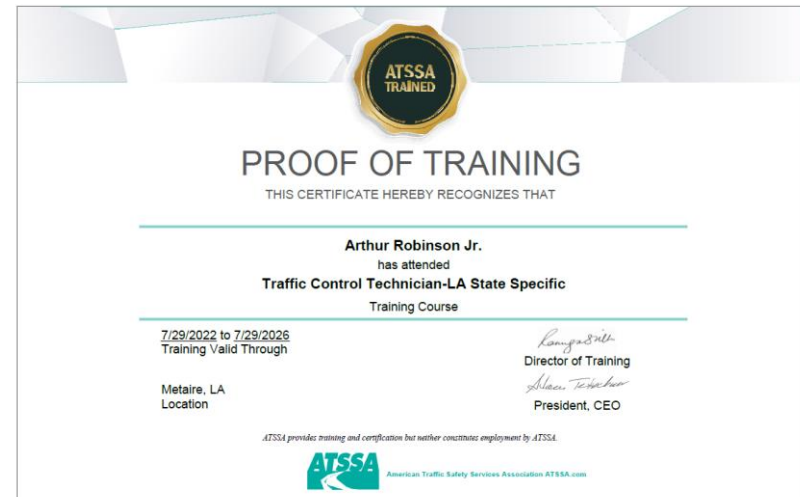 ATSSA
TRAINED
PROOF OF TRAINING
THIS CERTIFICATE HEREBY RECOGNIZES THAT
Arthur Robinson Jr.
has attended
Traffic Control Technician-LA State Specific
Training Course
7/29/2022 to 7/29/2026
Training Valid Through
Director of Training
Metaire, LA
Location
President, CEO
ATSSA provides training and certification but neither constitutes employment by ATSSA.
ATSSA
American Traffic Safety Services Association ATSSA.com